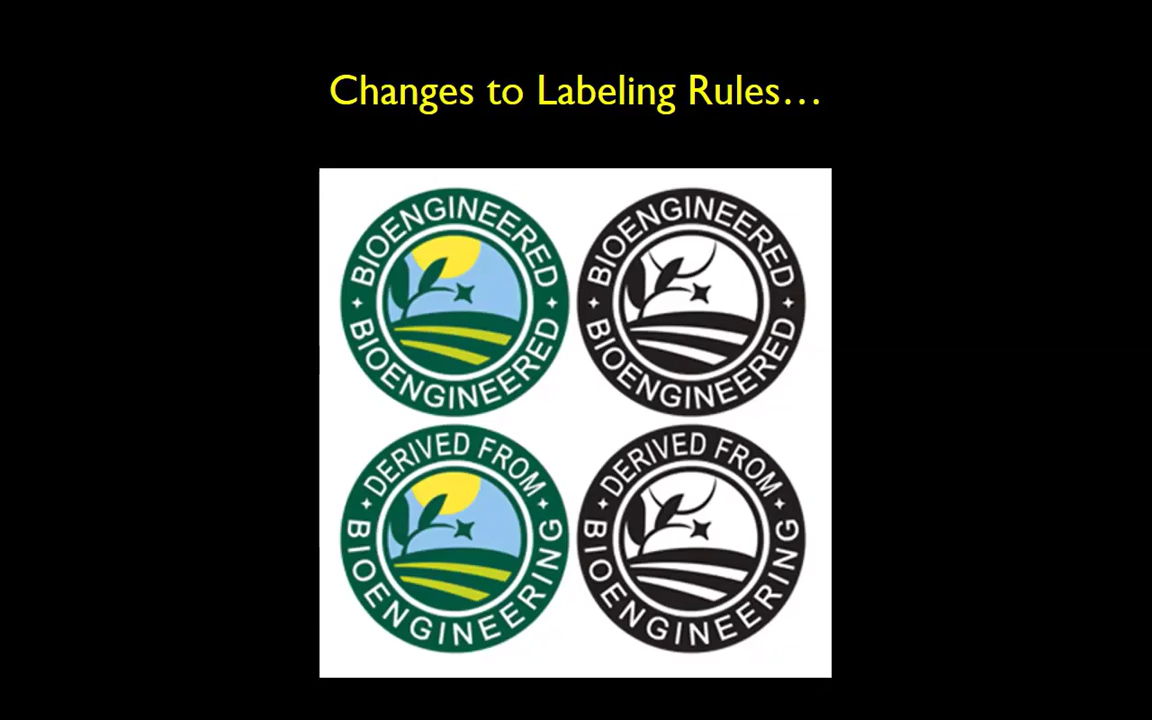 Changes to Labeling Rules…
BIOENGINEERED
BIOENGINEERED
BIOENGINEERED
BIOENGINEERED
DERIVED FROM
BIOENGINEERING
DERIVED FROM
BIOENGINEERING